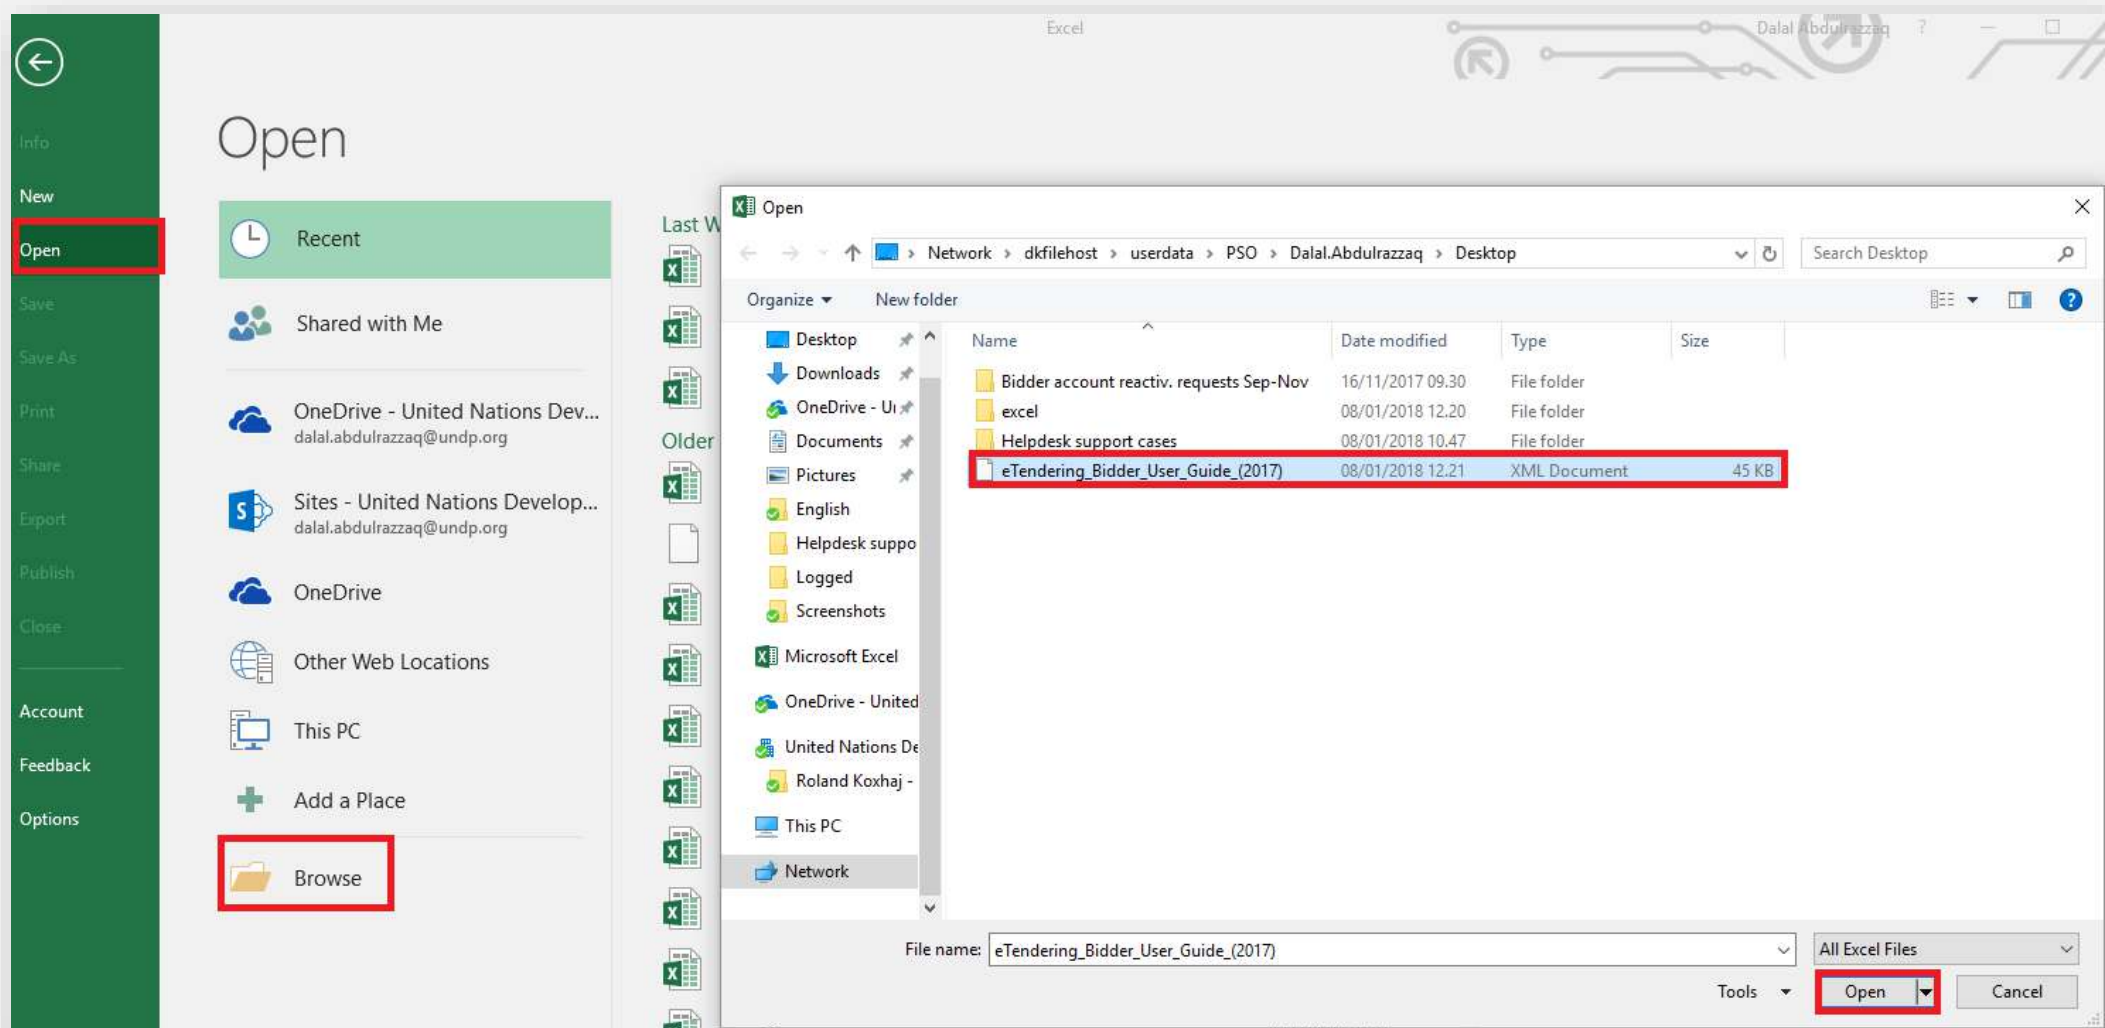 Excel
Dalal Abdulrazzaq
?
Info
New
Open
Save
Save As
Print
Share
Export
Publish
Close
Account
Feedback
Options
Open
Recent
Shared with Me
OneDrive - United Nations Dev...
dalal.abdulrazzaq@undp.org
Sites - United Nations Develop...
dalal.abdulrazzaq@undp.org
OneDrive
Other Web Locations
This PC
Add a Place
Browse
Last W
Older
Open
Network › dkfilehost › userdata › PSO › Dalal.Abdulrazzaq › Desktop
Search Desktop
Organize
New folder
Desktop
Downloads
OneDrive - Ui
Documents
Pictures
English
Helpdesk suppo
Logged
Screenshots
Microsoft Excel
OneDrive - United
United Nations De
Roland Koxhaj -
This PC
Network
Name Date modified Type Size
Bidder account reactiv. requests Sep-Nov 16/11/2017 09.30 File folder
excel 08/01/2018 12.20 File folder
Helpdesk support cases 08/01/2018 10.47 File folder
eTendering_Bidder_User_Guide_(2017) 08/01/2018 12.21 XML Document 45 KB
File name: eTendering_Bidder_User_Guide_(2017)
All Excel Files
Tools
Open
Cancel